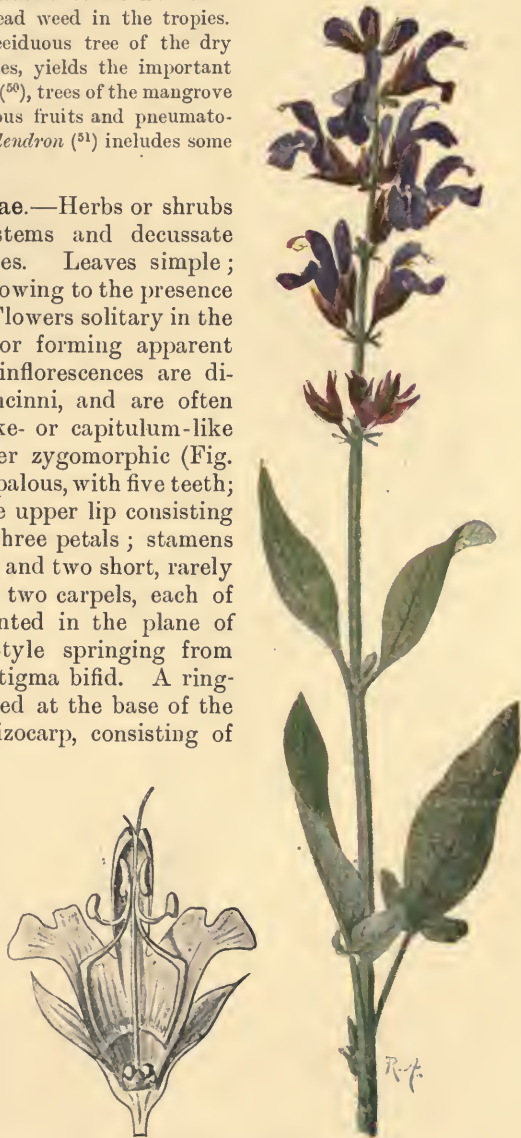 ead weed in the tropics.
eciduous tree of the dry
es, yields the important
(⁵⁰), trees of the mangrove
ous fruits and pneumato-
lendron (⁵¹) includes some
ae.—Herbs or shrubs
stems and decussate
es. Leaves simple ;
owing to the presence
Flowers solitary in the
or forming apparent
inflorescences are di-
ncinni, and are often
ke- or capitulum-like
er zygomorphic (Fig.
palous, with five teeth;
e upper lip consisting
three petals ; stamens
and two short, rarely
two carpels, each of
nted in the plane of
tyle springing from
tigma bifid. A ring-
ed at the base of the
izocarp, consisting of